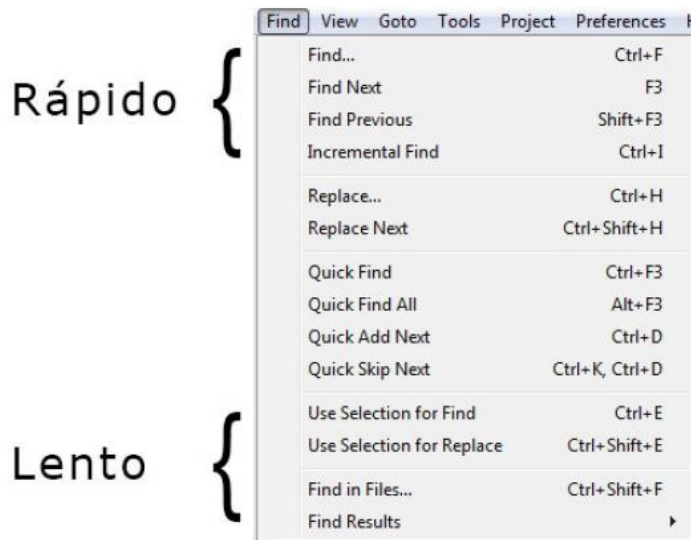 Find View Goto Tools Project Preferences
Rápido
Find... Ctrl+F
Find Next F3
Find Previous Shift+F3
Incremental Find Ctrl+I
Replace... Ctrl+H
Replace Next Ctrl+Shift+H
Quick Find Ctrl+F3
Quick Find All Alt+F3
Quick Add Next Ctrl+D
Quick Skip Next Ctrl+K, Ctrl+D
Lento
Use Selection for Find Ctrl+E
Use Selection for Replace Ctrl+Shift+E
Find in Files... Ctrl+Shift+F
Find Results